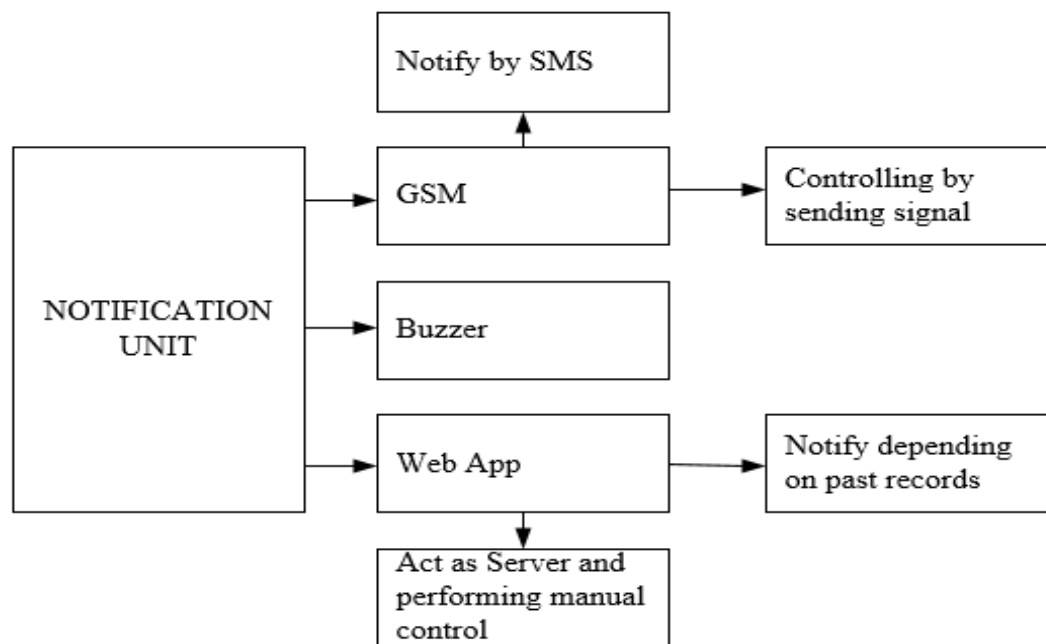 Notify by SMS
GSM
Controlling by
sending signal
NOTIFICATION
UNIT
Buzzer
Web App
Notify depending
on past records
Act as Server and
performing manual
control